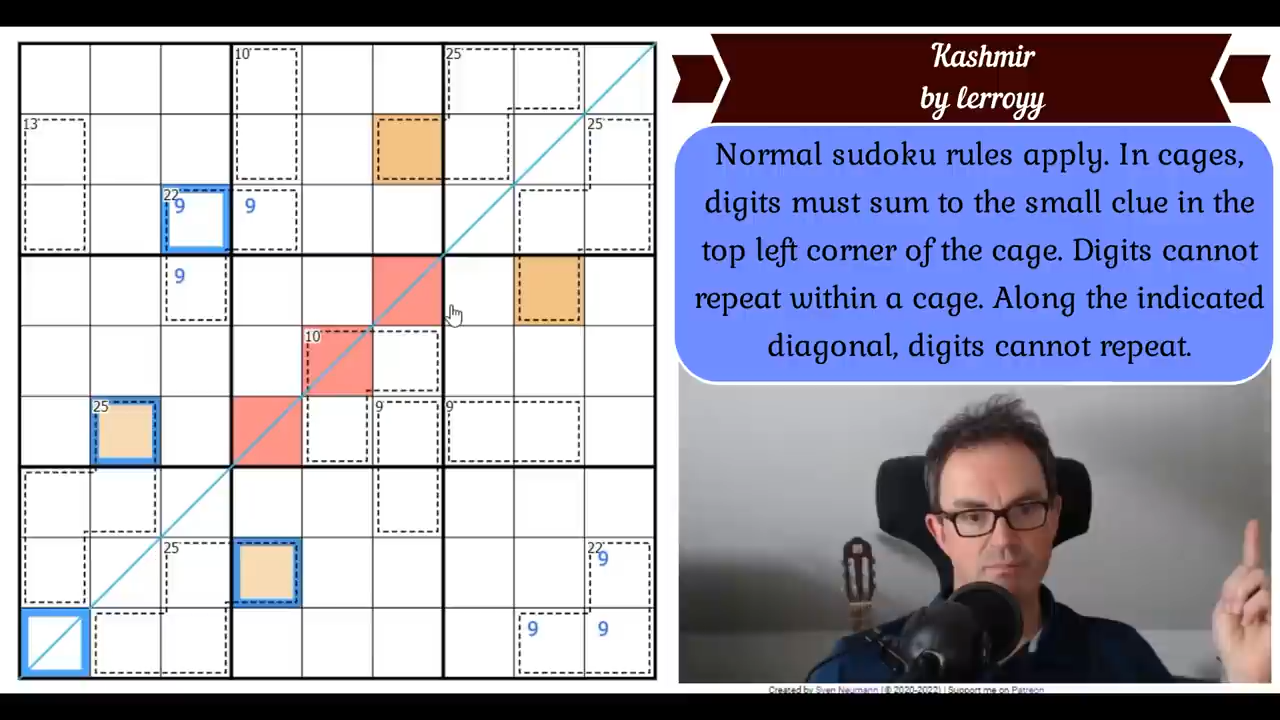 Kashmir
by lerroyy
Normal sudoku rules apply. In cages,
digits must sum to the small clue in the
top left corner of the cage. Digits cannot
repeat within a cage. Along the indicated
diagonal, digits cannot repeat.
10 25
13 25
22 9 9
9
10
25 9 9
25 22 9
9 9
Created by Sven Neumann (© 2020-2022) | Support me on Patreon